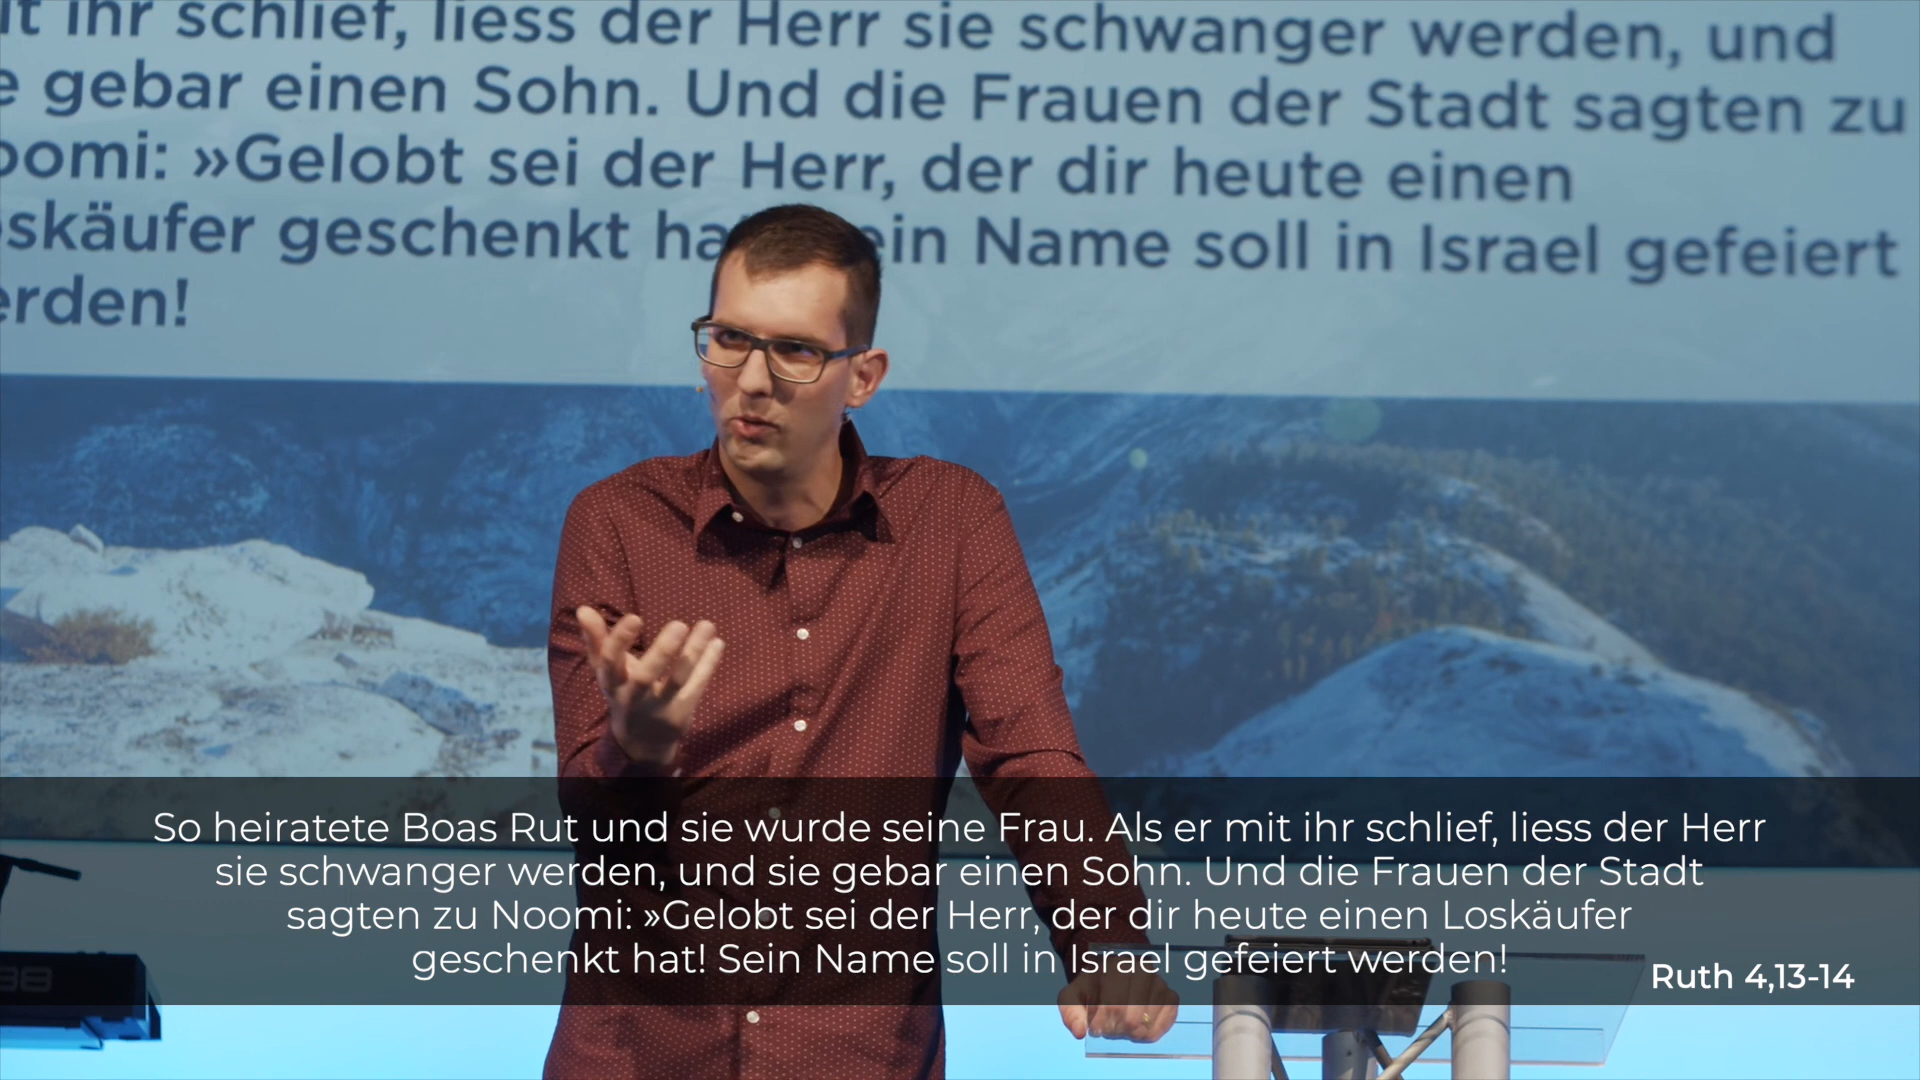 it ihr schlief, liess der Herr sie schwanger werden, und
e gebar einen Sohn. Und die Frauen der Stadt sagten zu
oomi: »Gelobt sei der Herr, der dir heute einen
skäufer geschenkt ha ein Name soll in Israel gefeiert
erden!
So heiratete Boas Rut und sie wurde seine Frau. Als er mit ihr schlief, liess der Herr
sie schwanger werden, und sie gebar einen Sohn. Und die Frauen der Stadt
sagten zu Noomi: »Gelobt sei der Herr, der dir heute einen Loskäufer
geschenkt hat! Sein Name soll in Israel gefeiert werden!
Ruth 4,13-14
88